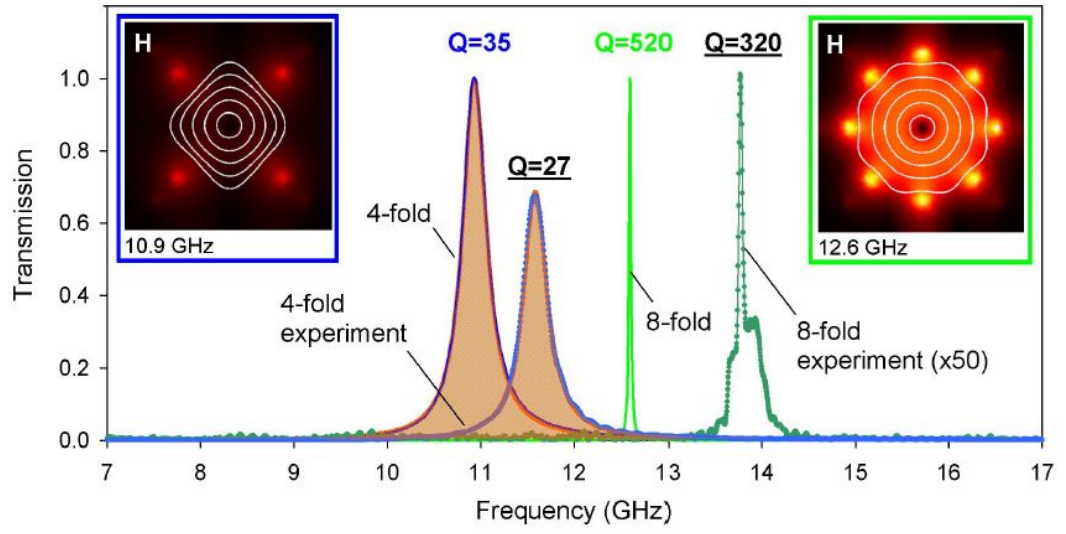 H
10.9 GHz
Q=35
Q=27
Q=520
Q=320
H
12.6 GHz
4-fold
4-fold
experiment
8-fold
8-fold
experiment (x50)
Transmission
1.0
0.8
0.6
0.4
0.2
0.0
7 8 9 10 11 12 13 14 15 16 17
Frequency (GHz)